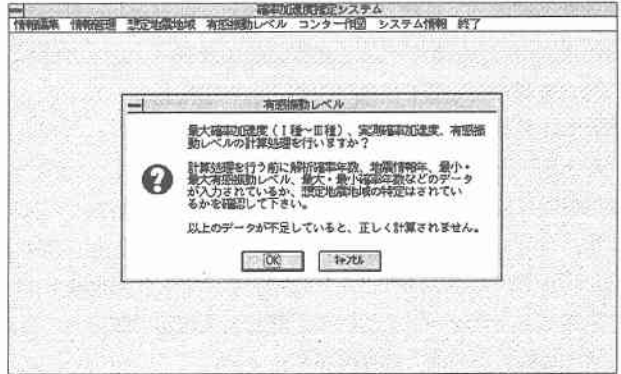 確率加速度推定システム
情報編集 情報管理 想定地震地域 有感振動レベル コンター作図 システム情報 終了
有感振動レベル
最大確率加速度（Ⅰ種～Ⅲ種）、実測確率加速度、有感振
動レベルの計算処理を行いますか？
計算処理を行う前に解析確率年数、地震情報年、最小・
最大有感振動レベル、最大・最小確率年数などのデータ
が入力されているか、想定地震地域の特定はされてい
るかを確認して下さい。
以上のデータが不足していると、正しく計算されません。
OK キャンセル